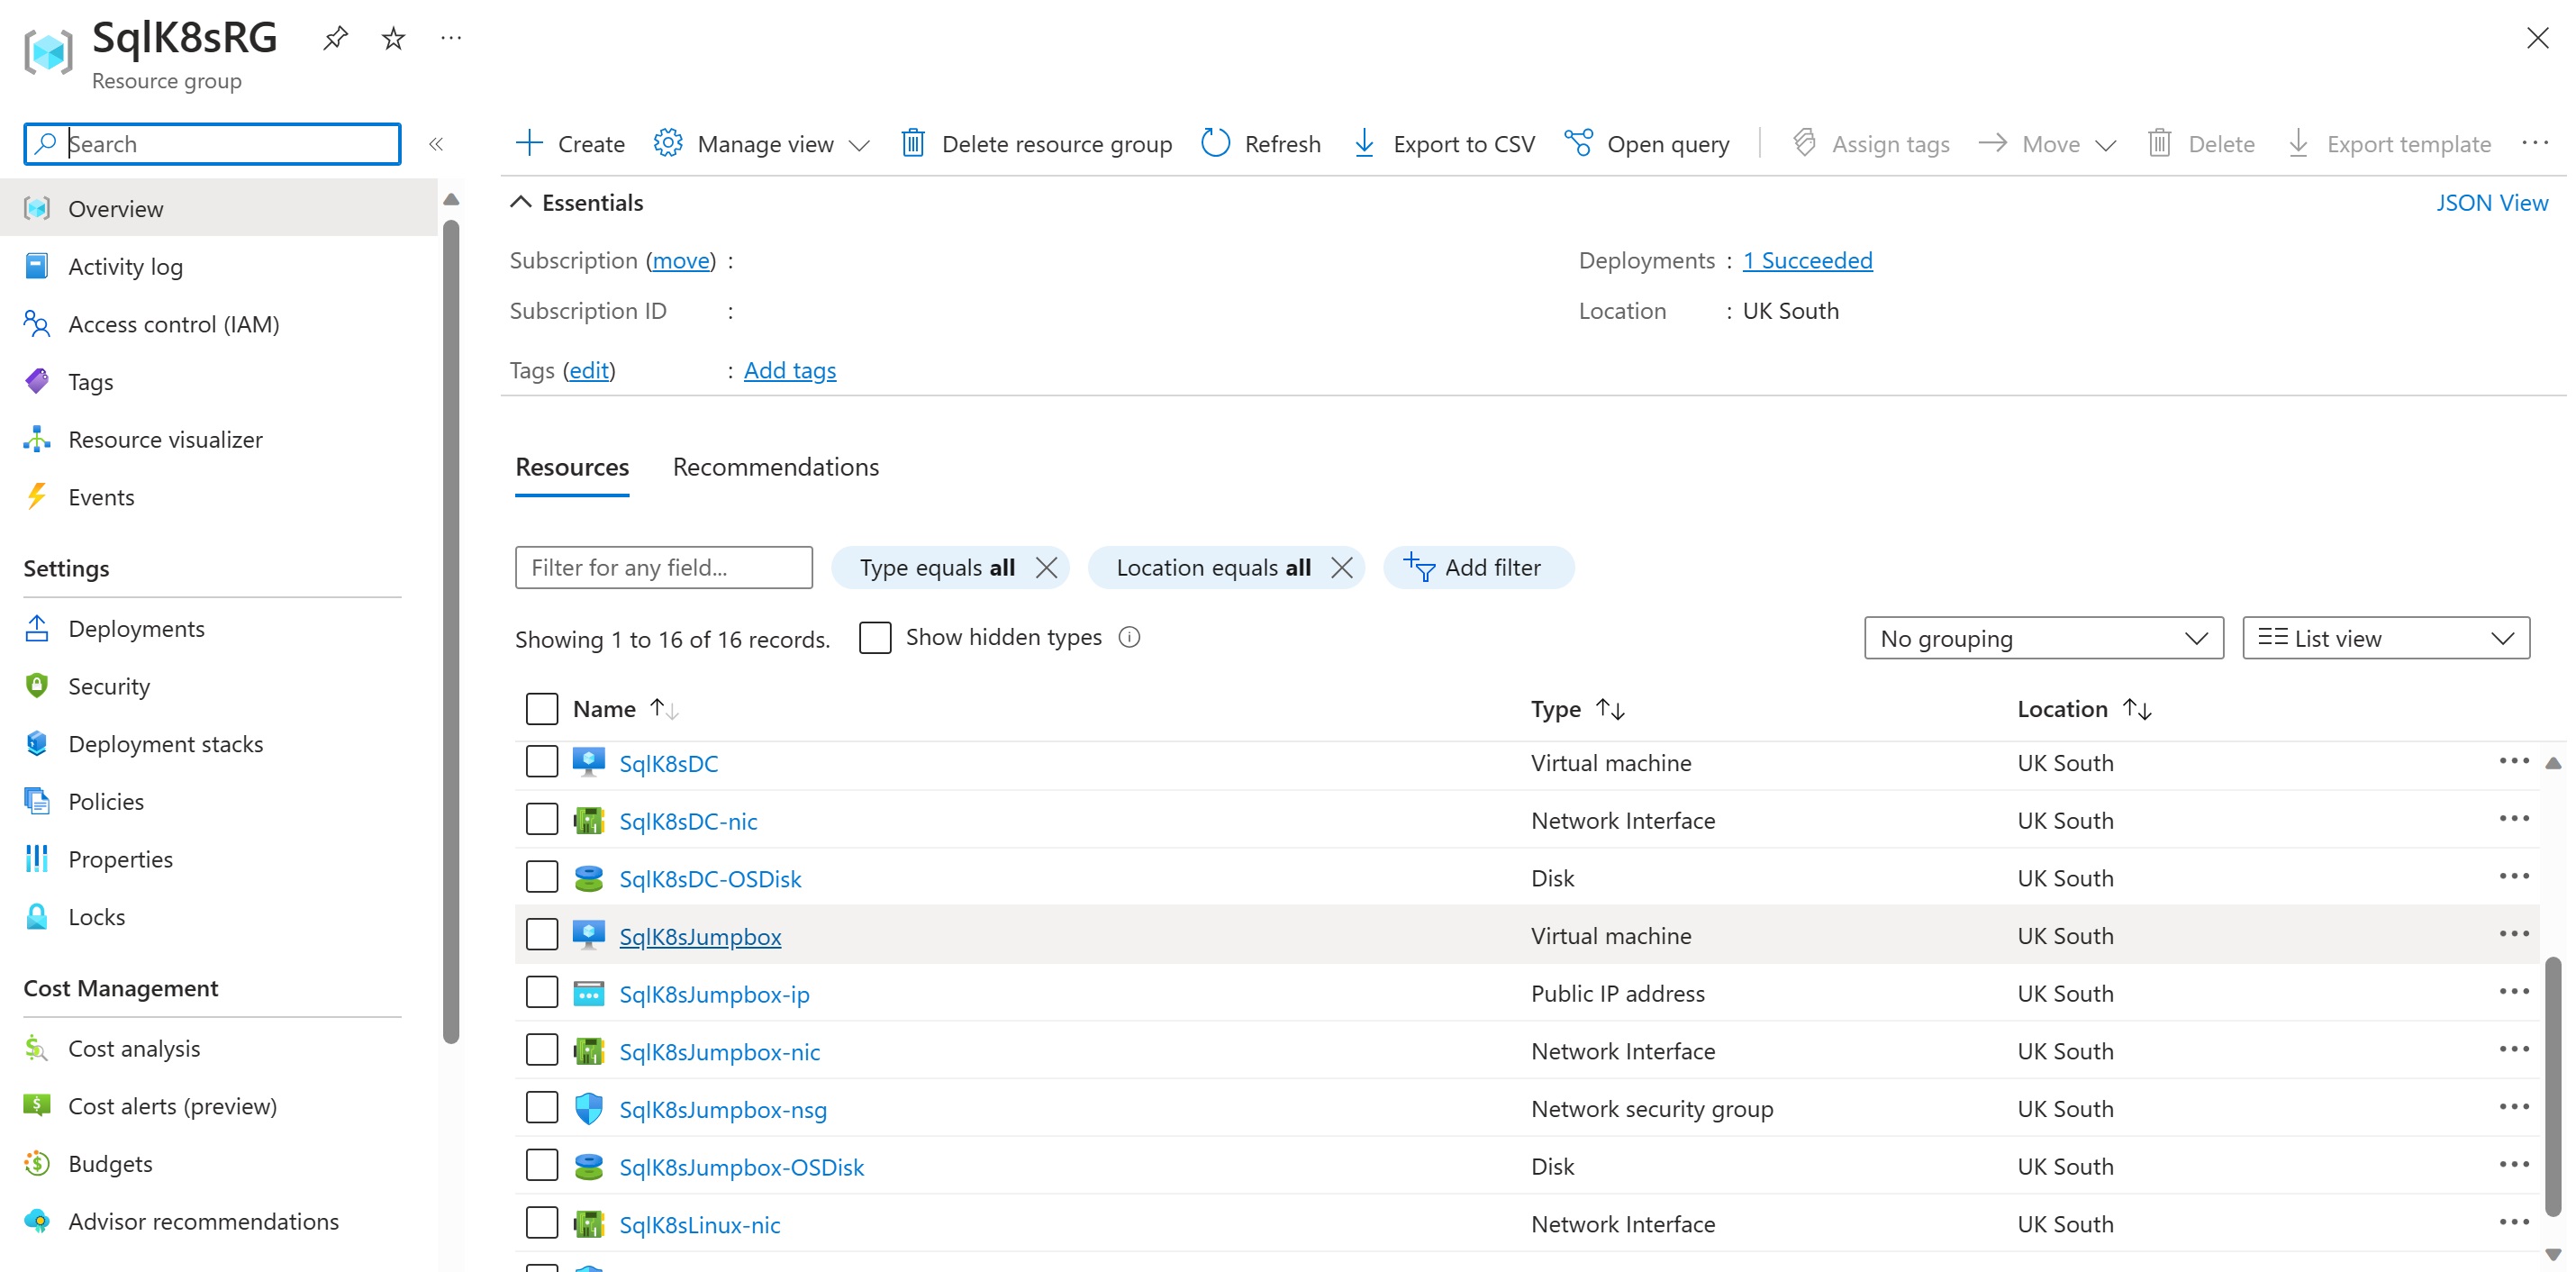 SqlK8sRG
Resource group
Search
Overview
Activity log
Access control (IAM)
Tags
Resource visualizer
Events
Settings
Deployments
Security
Deployment stacks
Policies
Properties
Locks
Cost Management
Cost analysis
Cost alerts (preview)
Budgets
Advisor recommendations
Create Manage view Delete resource group Refresh Export to CSV Open query Assign tags Move Delete Export template
Essentials JSON View
Subscription (move) : Deployments : 1 Succeeded
Subscription ID : Location : UK South
Tags (edit) : Add tags
Resources Recommendations
Filter for any field... Type equals all Location equals all Add filter
Showing 1 to 16 of 16 records. Show hidden types No grouping List view
Name Type Location
SqlK8sDC Virtual machine UK South
SqlK8sDC-nic Network Interface UK South
SqlK8sDC-OSDisk Disk UK South
SqlK8sJumpbox Virtual machine UK South
SqlK8sJumpbox-ip Public IP address UK South
SqlK8sJumpbox-nic Network Interface UK South
SqlK8sJumpbox-nsg Network security group UK South
SqlK8sJumpbox-OSDisk Disk UK South
SqlK8sLinux-nic Network Interface UK South